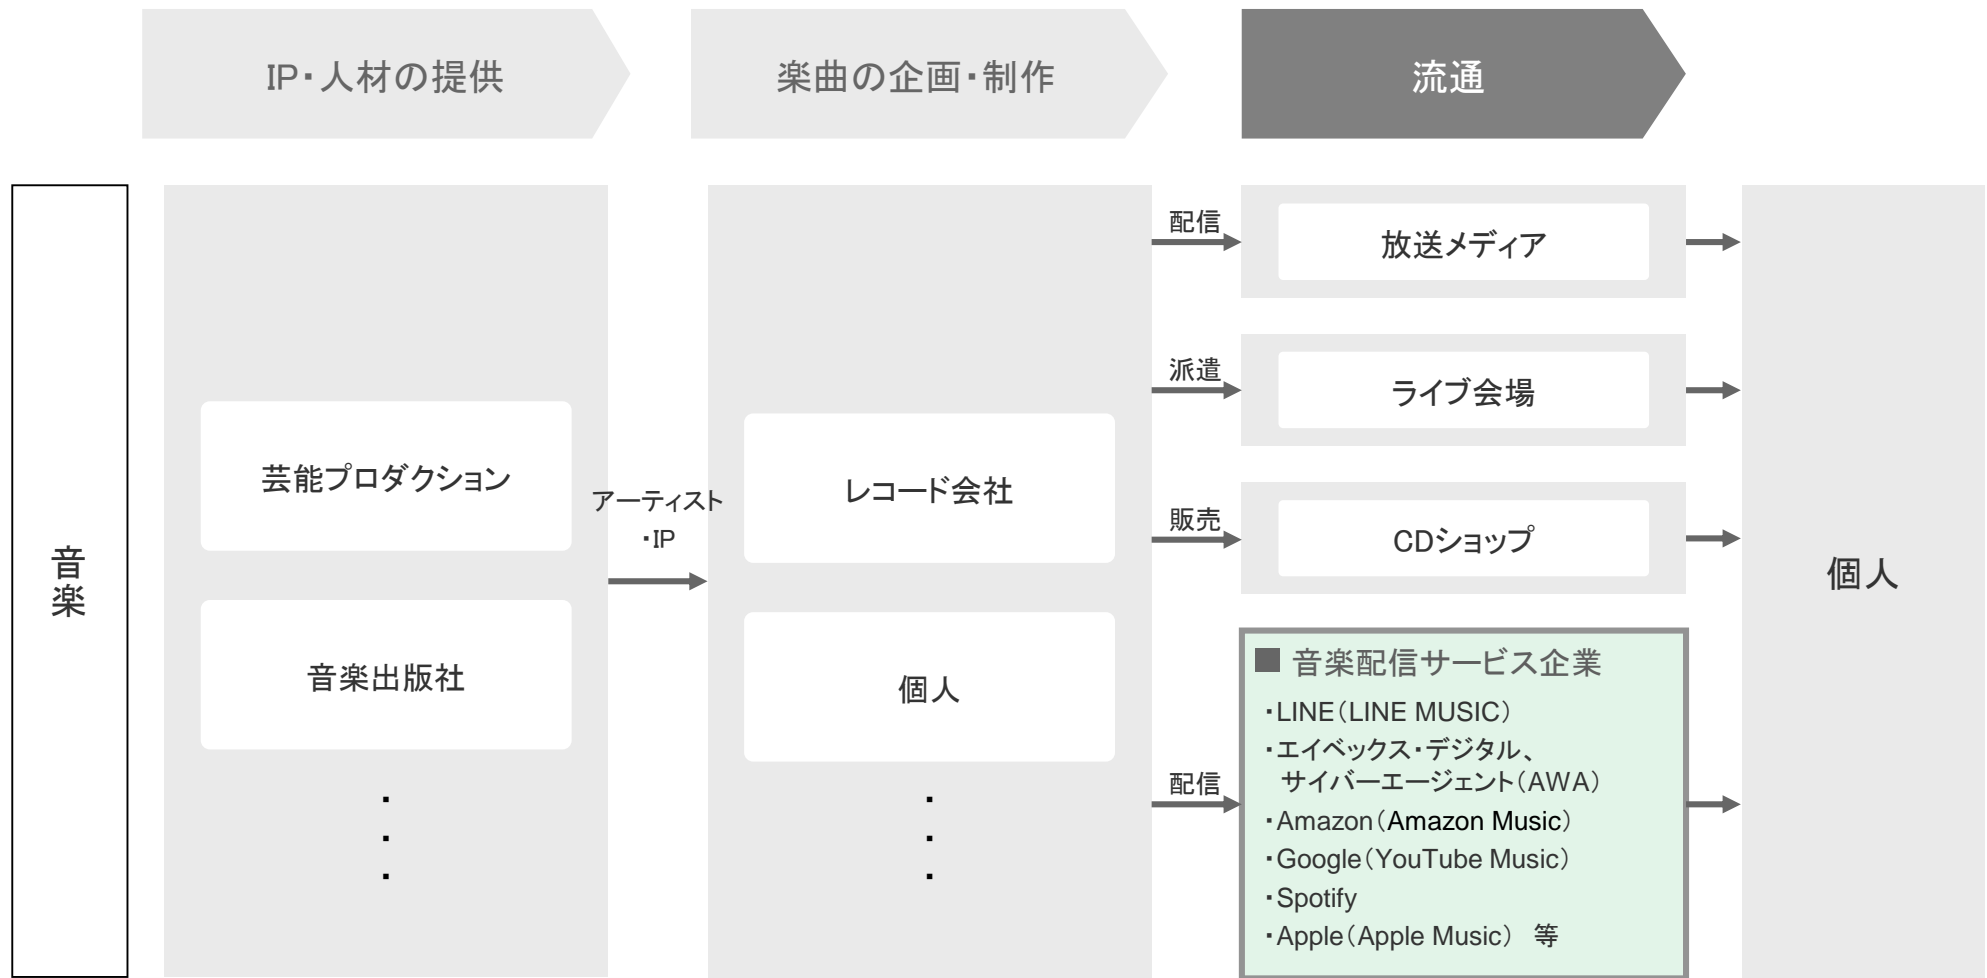 IP・人材の提供
楽曲の企画・制作
流通
音楽
芸能プロダクション
音楽出版社
・
・
・
アーティスト
・IP
レコード会社
個人
・
・
・
配信
放送メディア
派遣
ライブ会場
販売
CDショップ
配信
■ 音楽配信サービス企業
・LINE（LINE MUSIC）
・エイベックス・デジタル、
サイバーエージェント（AWA）
・Amazon（Amazon Music）
・Google（YouTube Music）
・Spotify
・Apple（Apple Music）　等
個人